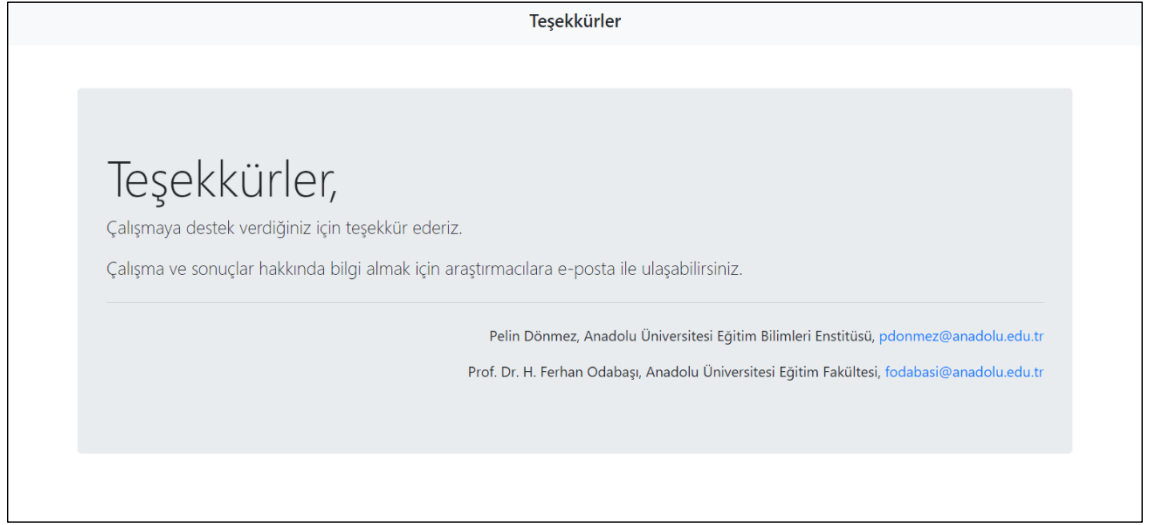 Teşekkürler
Teşekkürler,
Çalışmaya destek verdiğiniz için teşekkür ederiz.
Çalışma ve sonuçlar hakkında bilgi almak için araştırmacılara e-posta ile ulaşabilirsiniz.
Pelin Dönmez, Anadolu Üniversitesi Eğitim Bilimleri Enstitüsü, pdonmez@anadolu.edu.tr
Prof. Dr. H. Ferhan Odabaşı, Anadolu Üniversitesi Eğitim Fakültesi, fodabasi@anadolu.edu.tr